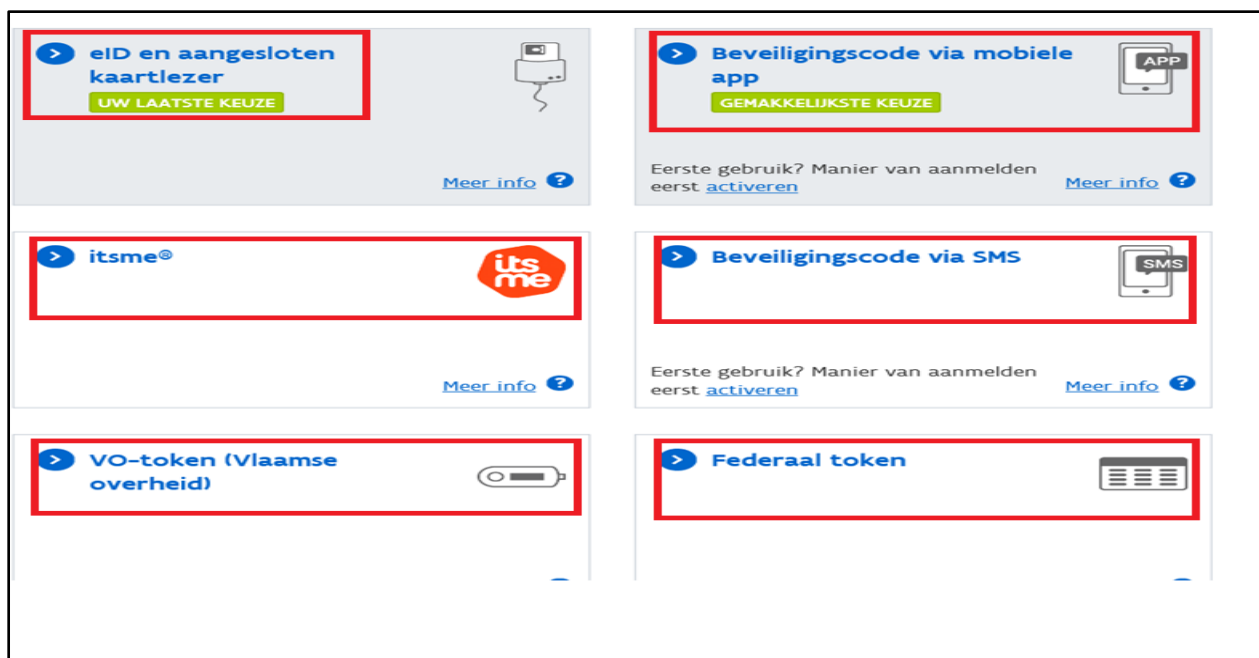 eID en aangesloten
kaartlezer
UW LAATSTE KEUZE
Meer info ?
Beveiligingscode via mobiele
app
GEMAKKELIJKSTE KEUZE
APP
Eerste gebruik? Manier van aanmelden
eerst activeren
Meer info ?
itsme®
its
me
Meer info ?
Beveiligingscode via SMS
SMS
Eerste gebruik? Manier van aanmelden
eerst activeren
Meer info ?
VO-token (Vlaamse
overheid)
Federaal token